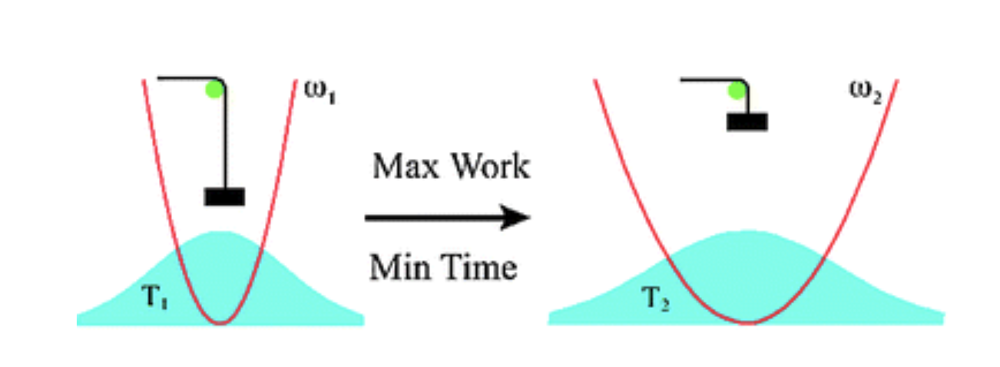 ω₁
ω₂
Max Work
Min Time
T₁
T₂